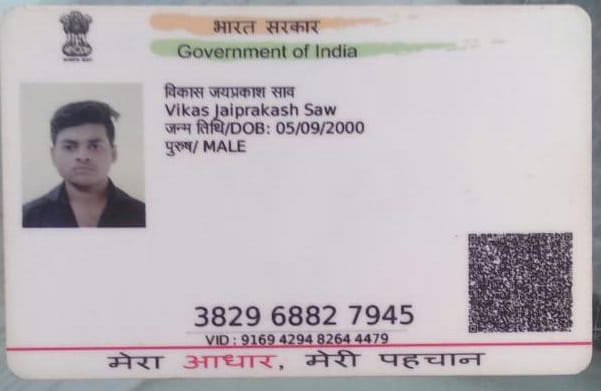 भारत सरकार
Government of India
विकास जयप्रकाश साव
Vikas Jaiprakash Saw
जन्म तिथि/DOB: 05/09/2000
पुरुष/ MALE
3829 6882 7945
VID : 9169 4294 8264 4479
मेरा आधार, मेरी पहचान